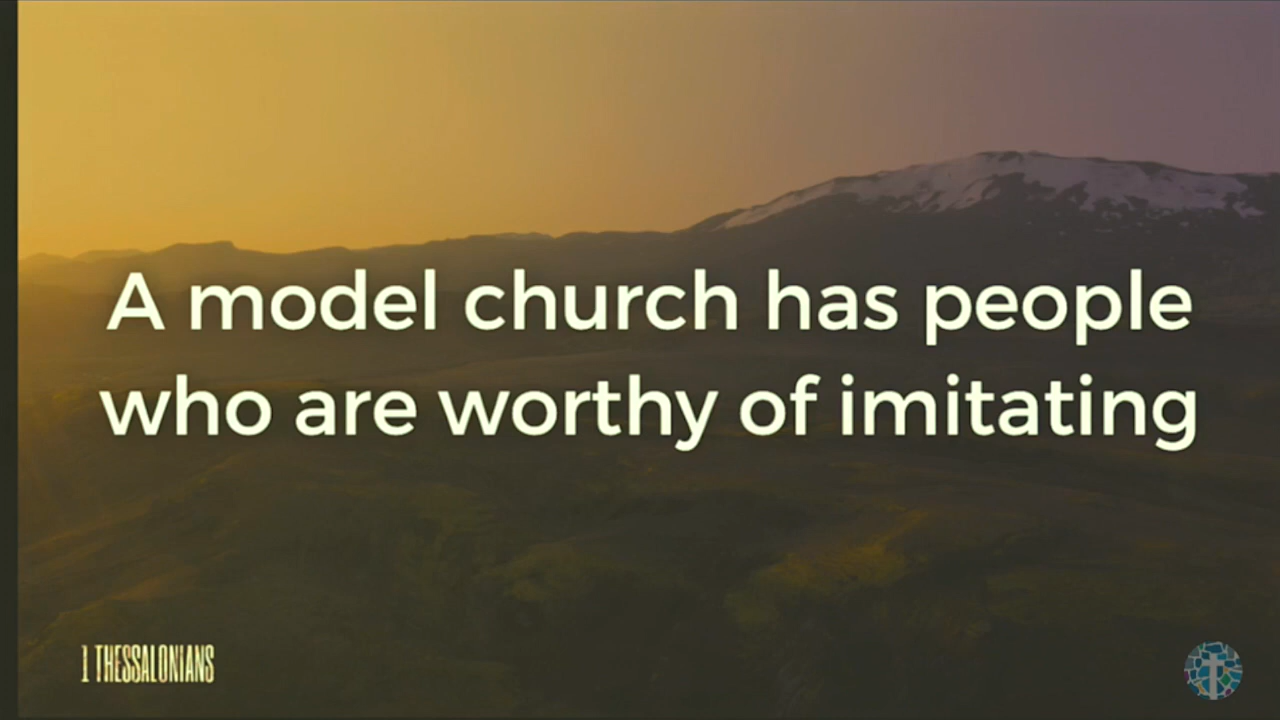 A model church has people
who are worthy of imitating
1 THESSALONIANS